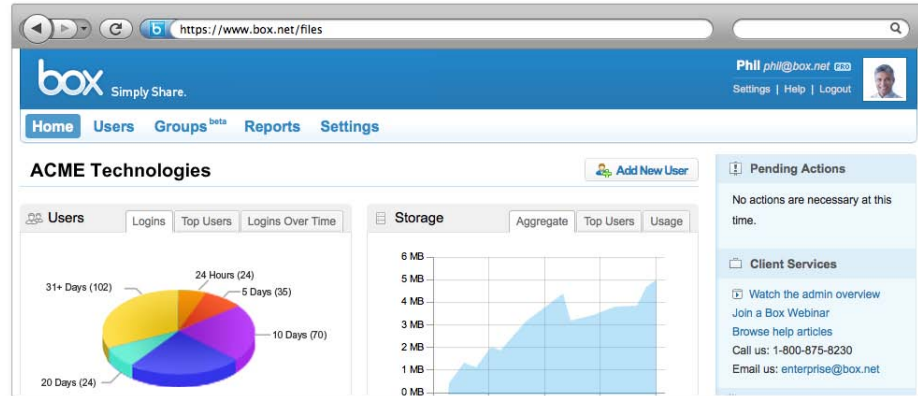 https://www.box.net/files
box Simply Share.
Phil phil@box.net PRO
Settings | Help | Logout
Home Users Groups beta Reports Settings
ACME Technologies
Add New User
Users
Logins Top Users Logins Over Time
31+ Days (102)
24 Hours (24)
5 Days (35)
10 Days (70)
20 Days (24)
Storage
Aggregate Top Users Usage
6 MB
5 MB
4 MB
3 MB
2 MB
1 MB
0 MB
Pending Actions
No actions are necessary at this
time.
Client Services
Watch the admin overview
Join a Box Webinar
Browse help articles
Call us: 1-800-875-8230
Email us: enterprise@box.net